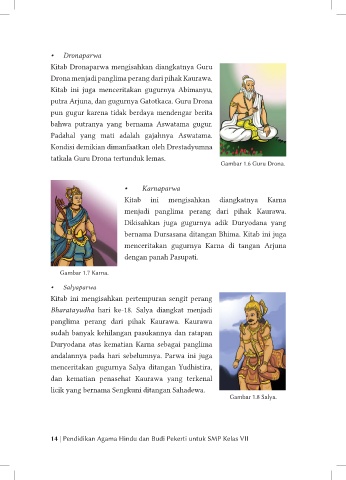 • Dronaparwa
Kitab Dronaparwa mengisahkan diangkatnya Guru
Drona menjadi panglima perang dari pihak Kaurawa.
Kitab ini juga menceritakan gugurnya Abimanyu,
putra Arjuna, dan gugurnya Gatotkaca. Guru Drona
pun gugur karena tidak berdaya mendengar berita
bahwa putranya yang bernama Aswatama gugur.
Padahal yang mati adalah gajahnya Aswatama.
Kondisi demikian dimanfaatkan oleh Drestadyumna
tatkala Guru Drona tertunduk lemas.
Gambar 1.6 Guru Drona.
• Karnaparwa
Kitab ini mengisahkan diangkatnya Karna
menjadi panglima perang dari pihak Kaurawa.
Dikisahkan juga gugurnya adik Duryodana yang
bernama Dursasana ditangan Bhima. Kitab ini juga
menceritakan gugurnya Karna di tangan Arjuna
dengan panah Pasupati.
Gambar 1.7 Karna.
• Salyaparwa
Kitab ini mengisahkan pertempuran sengit perang
Bharatayudha hari ke-18. Salya diangkat menjadi
panglima perang dari pihak Kaurawa. Kaurawa
sudah banyak kehilangan pasukannya dan ratapan
Duryodana atas kematian Karna sebagai panglima
andalannya pada hari sebelumnya. Parwa ini juga
menceritakan gugurnya Salya ditangan Yudhistira,
dan kematian penasehat Kaurawa yang terkenal
licik yang bernama Sengkuni ditangan Sahadewa.
Gambar 1.8 Salya.
14 | Pendidikan Agama Hindu dan Budi Pekerti untuk SMP Kelas VII